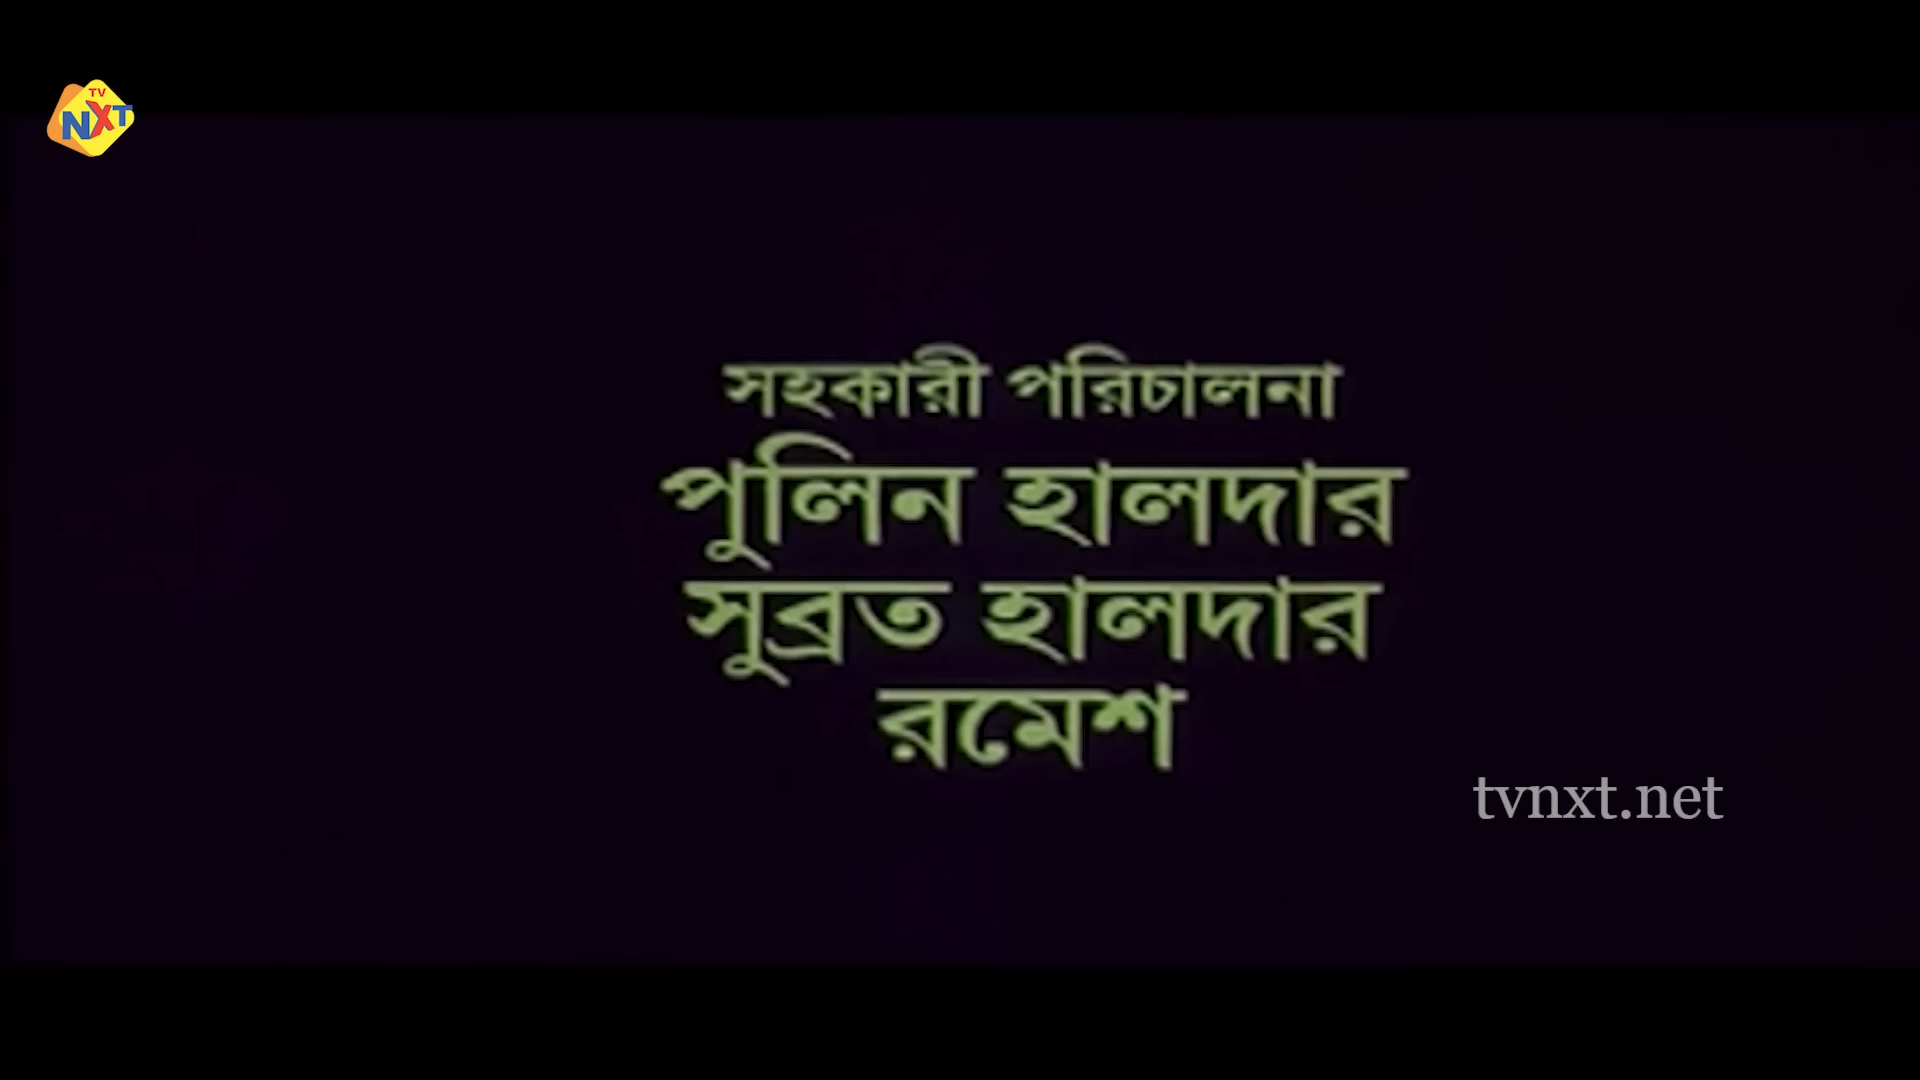 TV
NXT
সহকারী পরিচালনা
পুলিন হালদার
সুব্রত হালদার
রমেশ
tvnxt.net